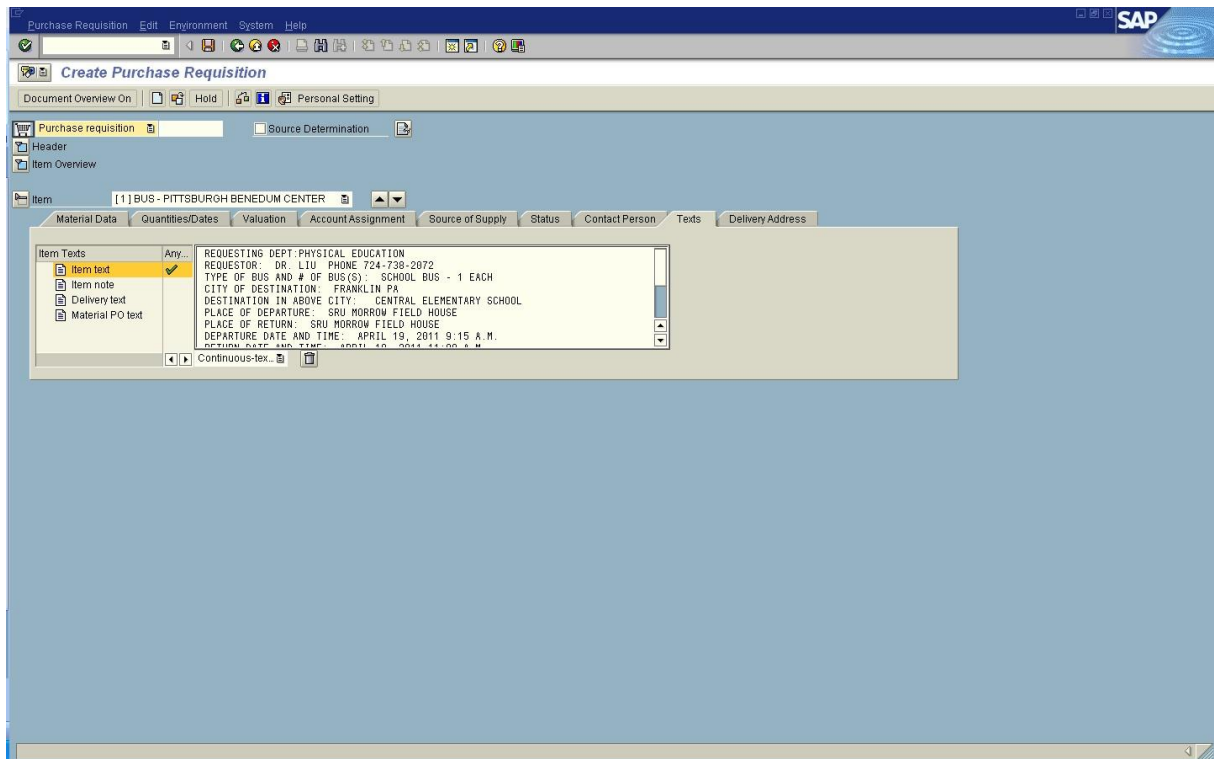 Purchase Requisition Edit Environment System Help
SAP
Create Purchase Requisition
Document Overview On Hold Personal Setting
Purchase requisition Source Determination
Header
Item Overview
Item [ 1 ] BUS - PITTSBURGH BENEDUM CENTER
Material Data Quantities/Dates Valuation Account Assignment Source of Supply Status Contact Person Texts Delivery Address
Item Texts Any...
Item text
Item note
Delivery text
Material PO text
REQUESTING DEPT:PHYSICAL EDUCATION
REQUESTOR: DR. LIU PHONE 724-738-2072
TYPE OF BUS AND # OF BUS(S): SCHOOL BUS - 1 EACH
CITY OF DESTINATION: FRANKLIN PA
DESTINATION IN ABOVE CITY: CENTRAL ELEMENTARY SCHOOL
PLACE OF DEPARTURE: SRU MORROW FIELD HOUSE
PLACE OF RETURN: SRU MORROW FIELD HOUSE
DEPARTURE DATE AND TIME: APRIL 19, 2011 9:15 A.M.
RETURN DATE AND TIME: APRIL
Continuous-tex...